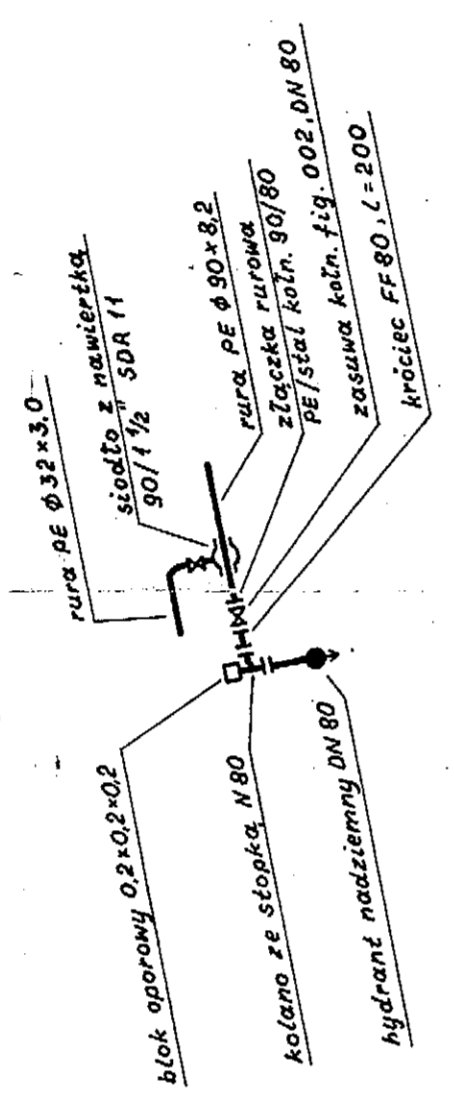 rura PE ϕ32×3,0
siodło z nawiertką
90/1 1/2" SDR 11
rura PE ϕ90×8,2
złączka rurowa
PE/stal kołn. 90/80
zasuwa kołn. fig. 002, DN 80
króciec FF 80, l=200
blok oporowy 0,2×0,2×0,2
kolano ze stopką N 80
hydrant nadziemny DN 80